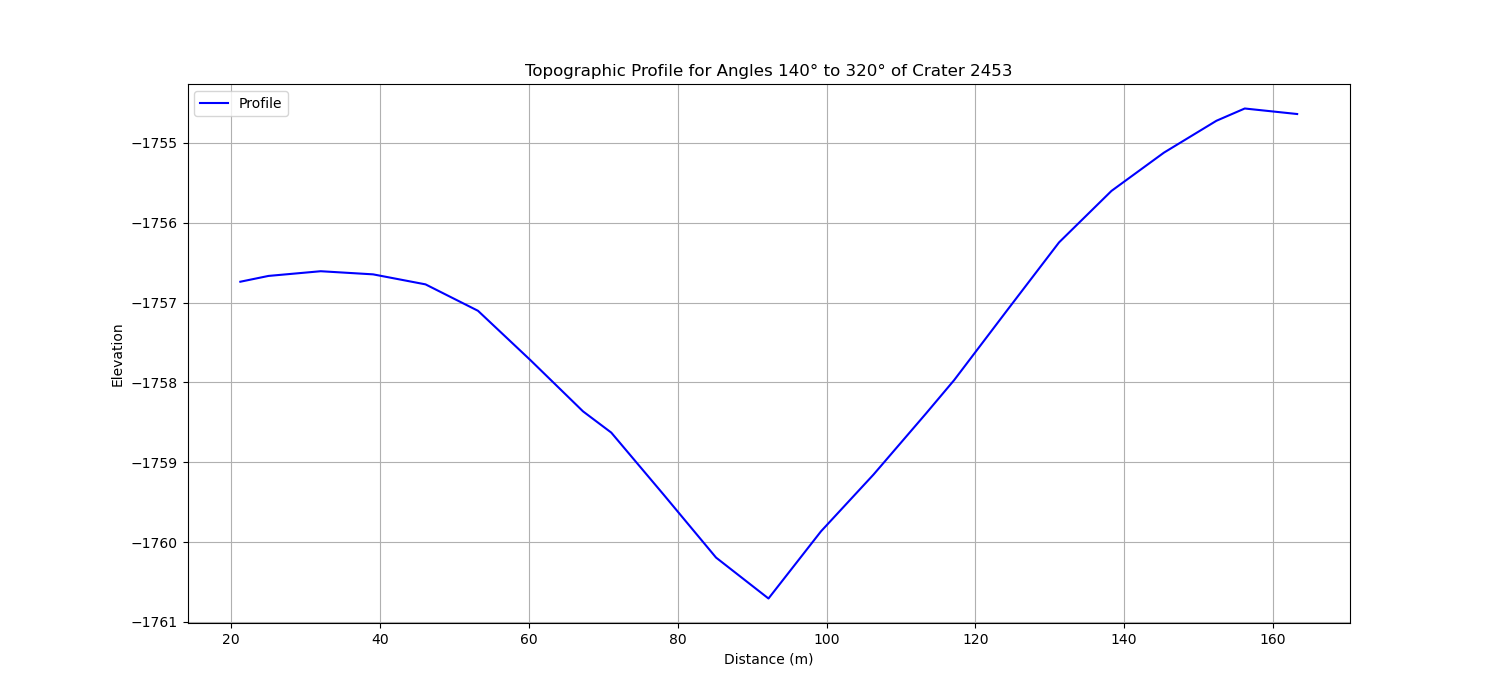 Topographic Profile for Angles 140° to 320° of Crater 2453
Profile
Elevation
−1755
−1756
−1757
−1758
−1759
−1760
−1761
20 40 60 80 100 120 140 160
Distance (m)